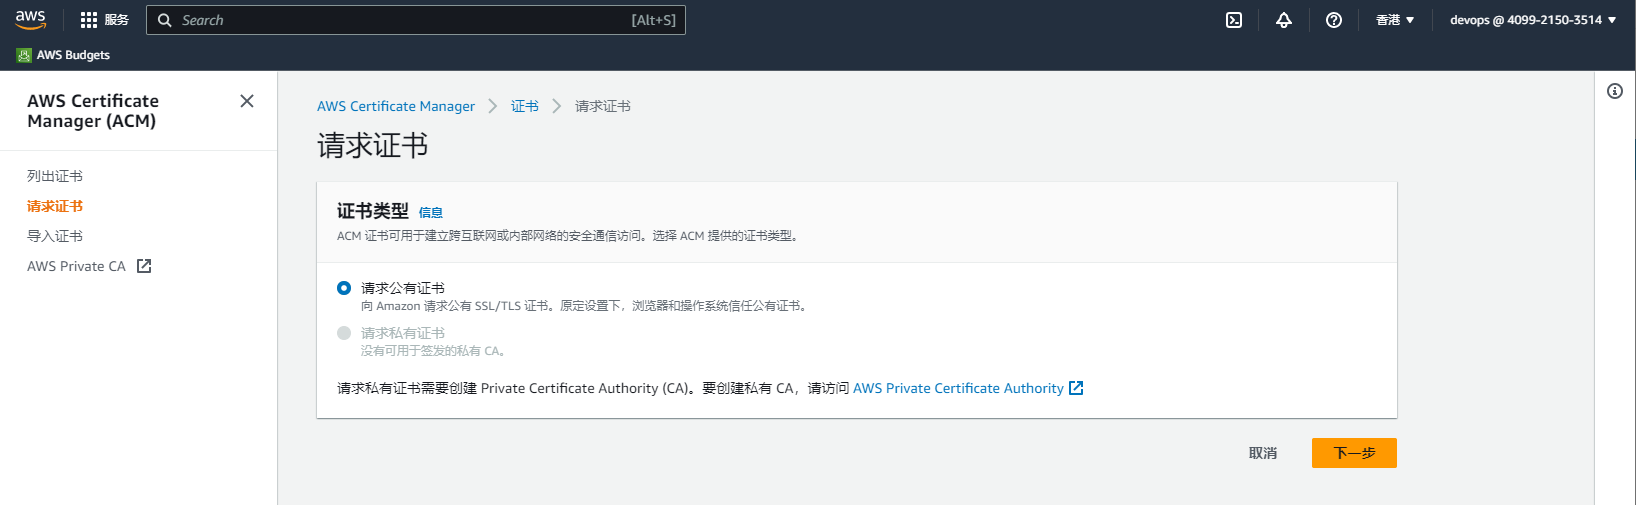 aws
服务
Search
[Alt+S]
香港
devops @ 4099-2150-3514
AWS Budgets
AWS Certificate
Manager (ACM)
列出证书
请求证书
导入证书
AWS Private CA
AWS Certificate Manager
证书
请求证书
请求证书
证书类型 信息
ACM 证书可用于建立跨互联网或内部网络的安全通信访问。选择 ACM 提供的证书类型。
请求公有证书
向 Amazon 请求公有 SSL/TLS 证书。原定设置下，浏览器和操作系统信任公有证书。
请求私有证书
没有可用于签发的私有 CA。
请求私有证书需要创建 Private Certificate Authority (CA)。要创建私有 CA，请访问 AWS Private Certificate Authority
取消
下一步